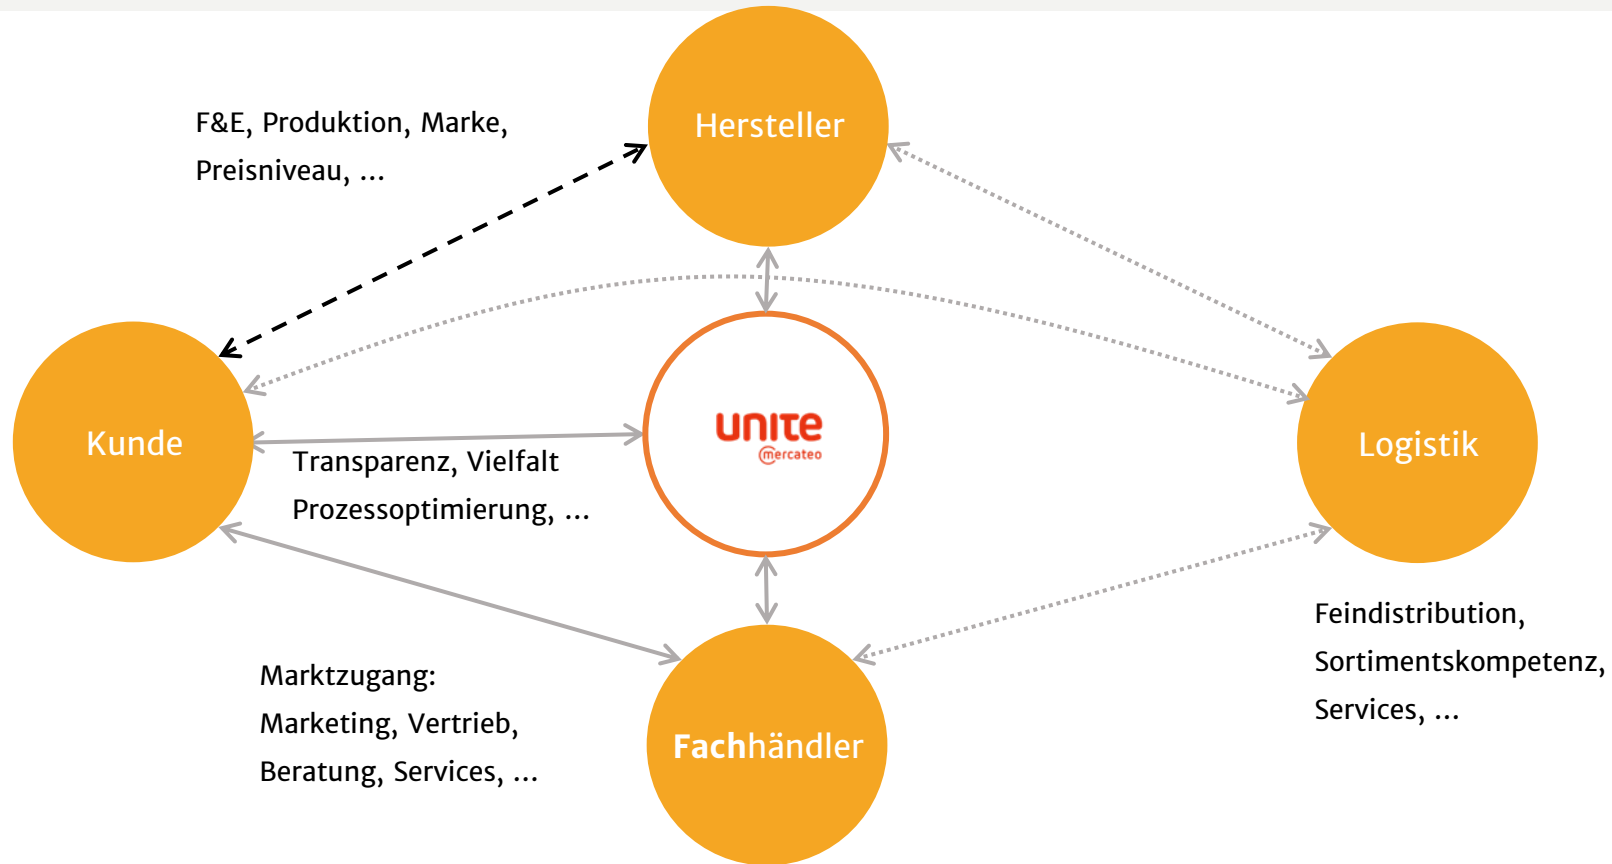 Hersteller
F&E, Produktion, Marke,
Preisniveau, ...
Kunde
unite
mercateo
Logistik
Transparenz, Vielfalt
Prozessoptimierung, ...
Marktzugang:
Marketing, Vertrieb,
Beratung, Services, ...
Fachhändler
Feindistribution,
Sortimentskompetenz,
Services, ...